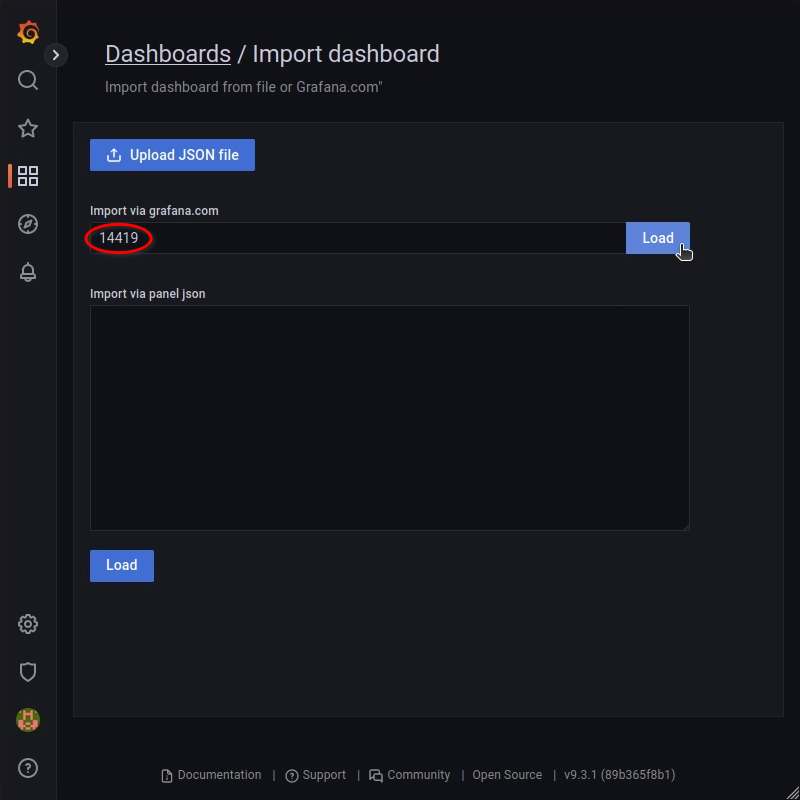 Dashboards / Import dashboard
Import dashboard from file or Grafana.com"
Upload JSON file
Import via grafana.com
14419
Load
Import via panel json
Load
Documentation | Support | Community | Open Source | v9.3.1 (89b365f8b1)